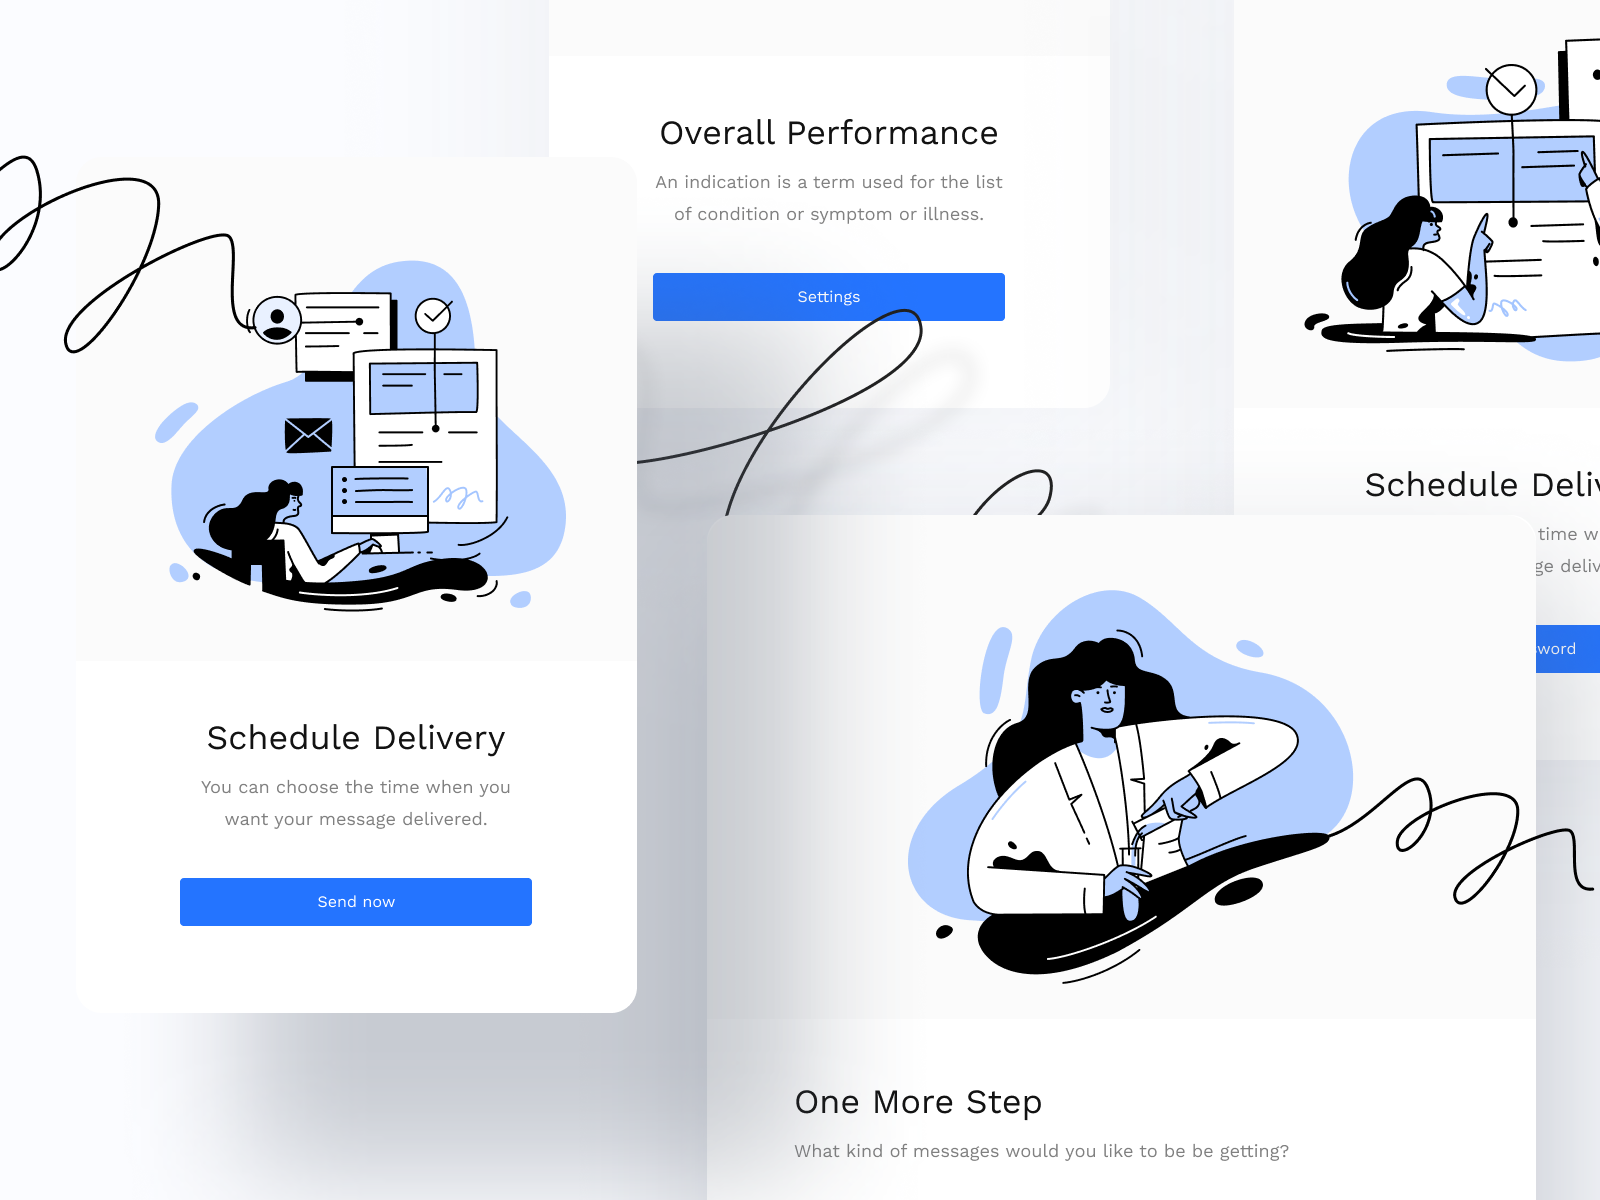 Overall Performance
An indication is a term used for the list
of condition or symptom or illness.
Settings
Schedule Delivery
You can choose the time when you
want your message delivered.
Send now
Schedule Deliv
time w
ge deliv
sword
One More Step
What kind of messages would you like to be be getting?